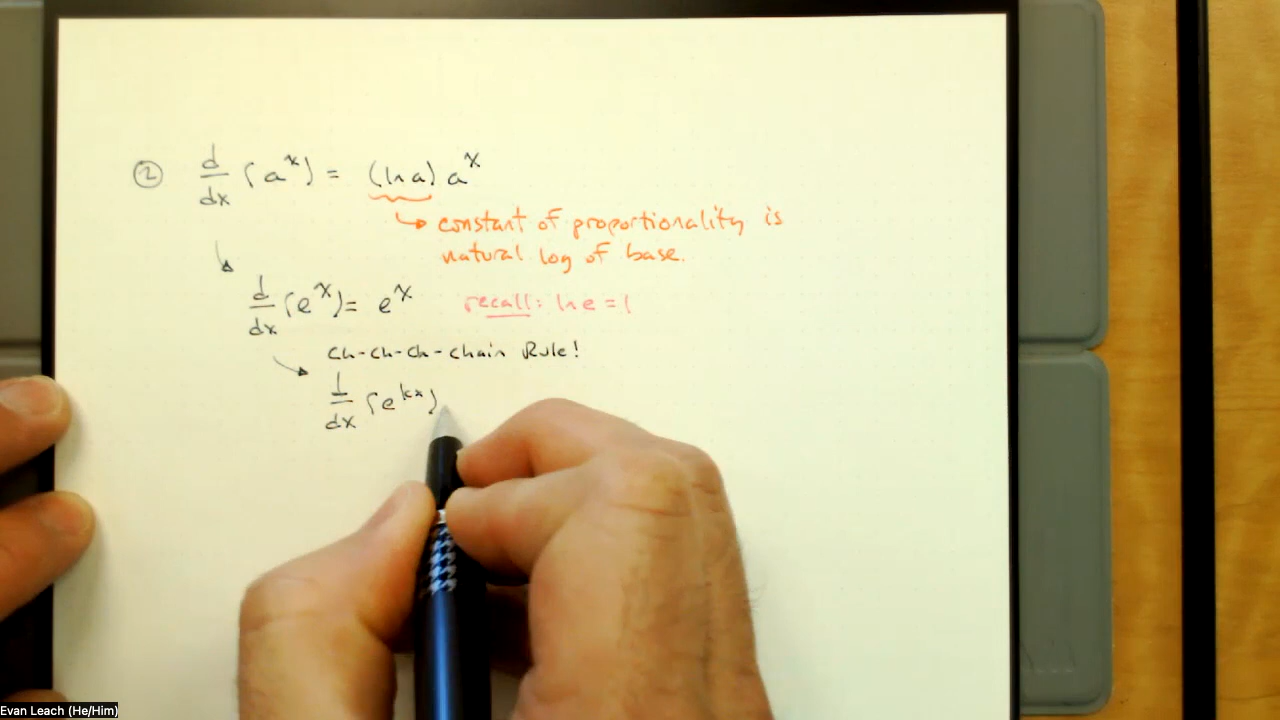 ② d/dx (a^x) = (ln a) a^x
↳ constant of proportionality is
natural log of base.
d/dx (e^x) = e^x recall: ln e = 1
Ch-Ch-Ch-Chain Rule!
d/dx (e^kx)
Evan Leach (He/Him)